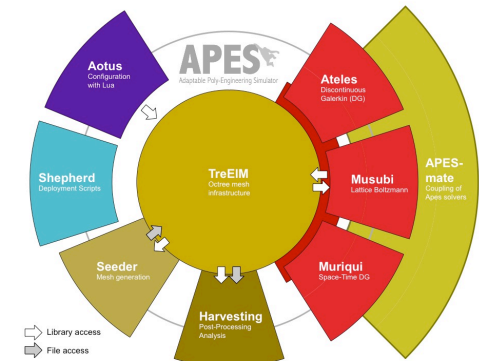 APES
Adaptable Poly-Engineering Simulator
Aotus
Configuration
with Lua
Ateles
Discontinuous
Galerkin (DG)
Shepherd
Deployment Scripts
TreElM
Octree mesh
Infrastructure
Musubi
Lattice Boltzmann
APES-
mate
Coupling of
Apes solvers
Seeder
Mesh generation
Muriqui
Space-Time DG
Harvesting
Post-Processing
Analysis
Library access
File access